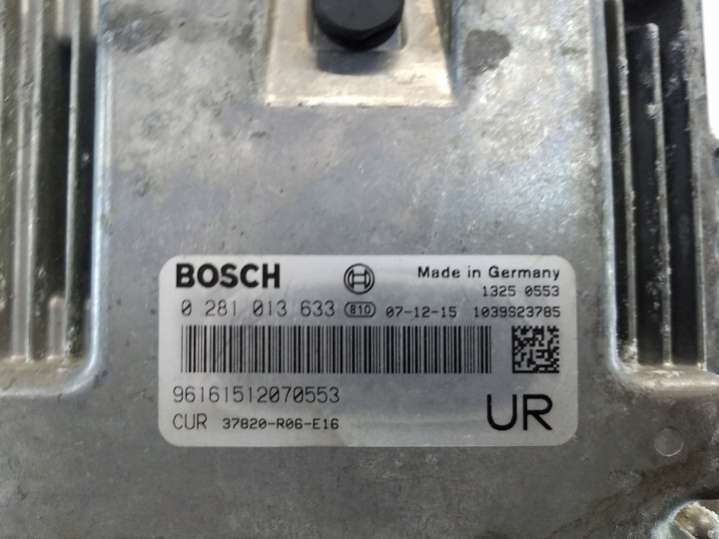 BOSCH Made in Germany
1325 0553
0 281 013 633 810 07-12-15 1039S23785
96161512070553
CUR 37820-R06-E16 UR